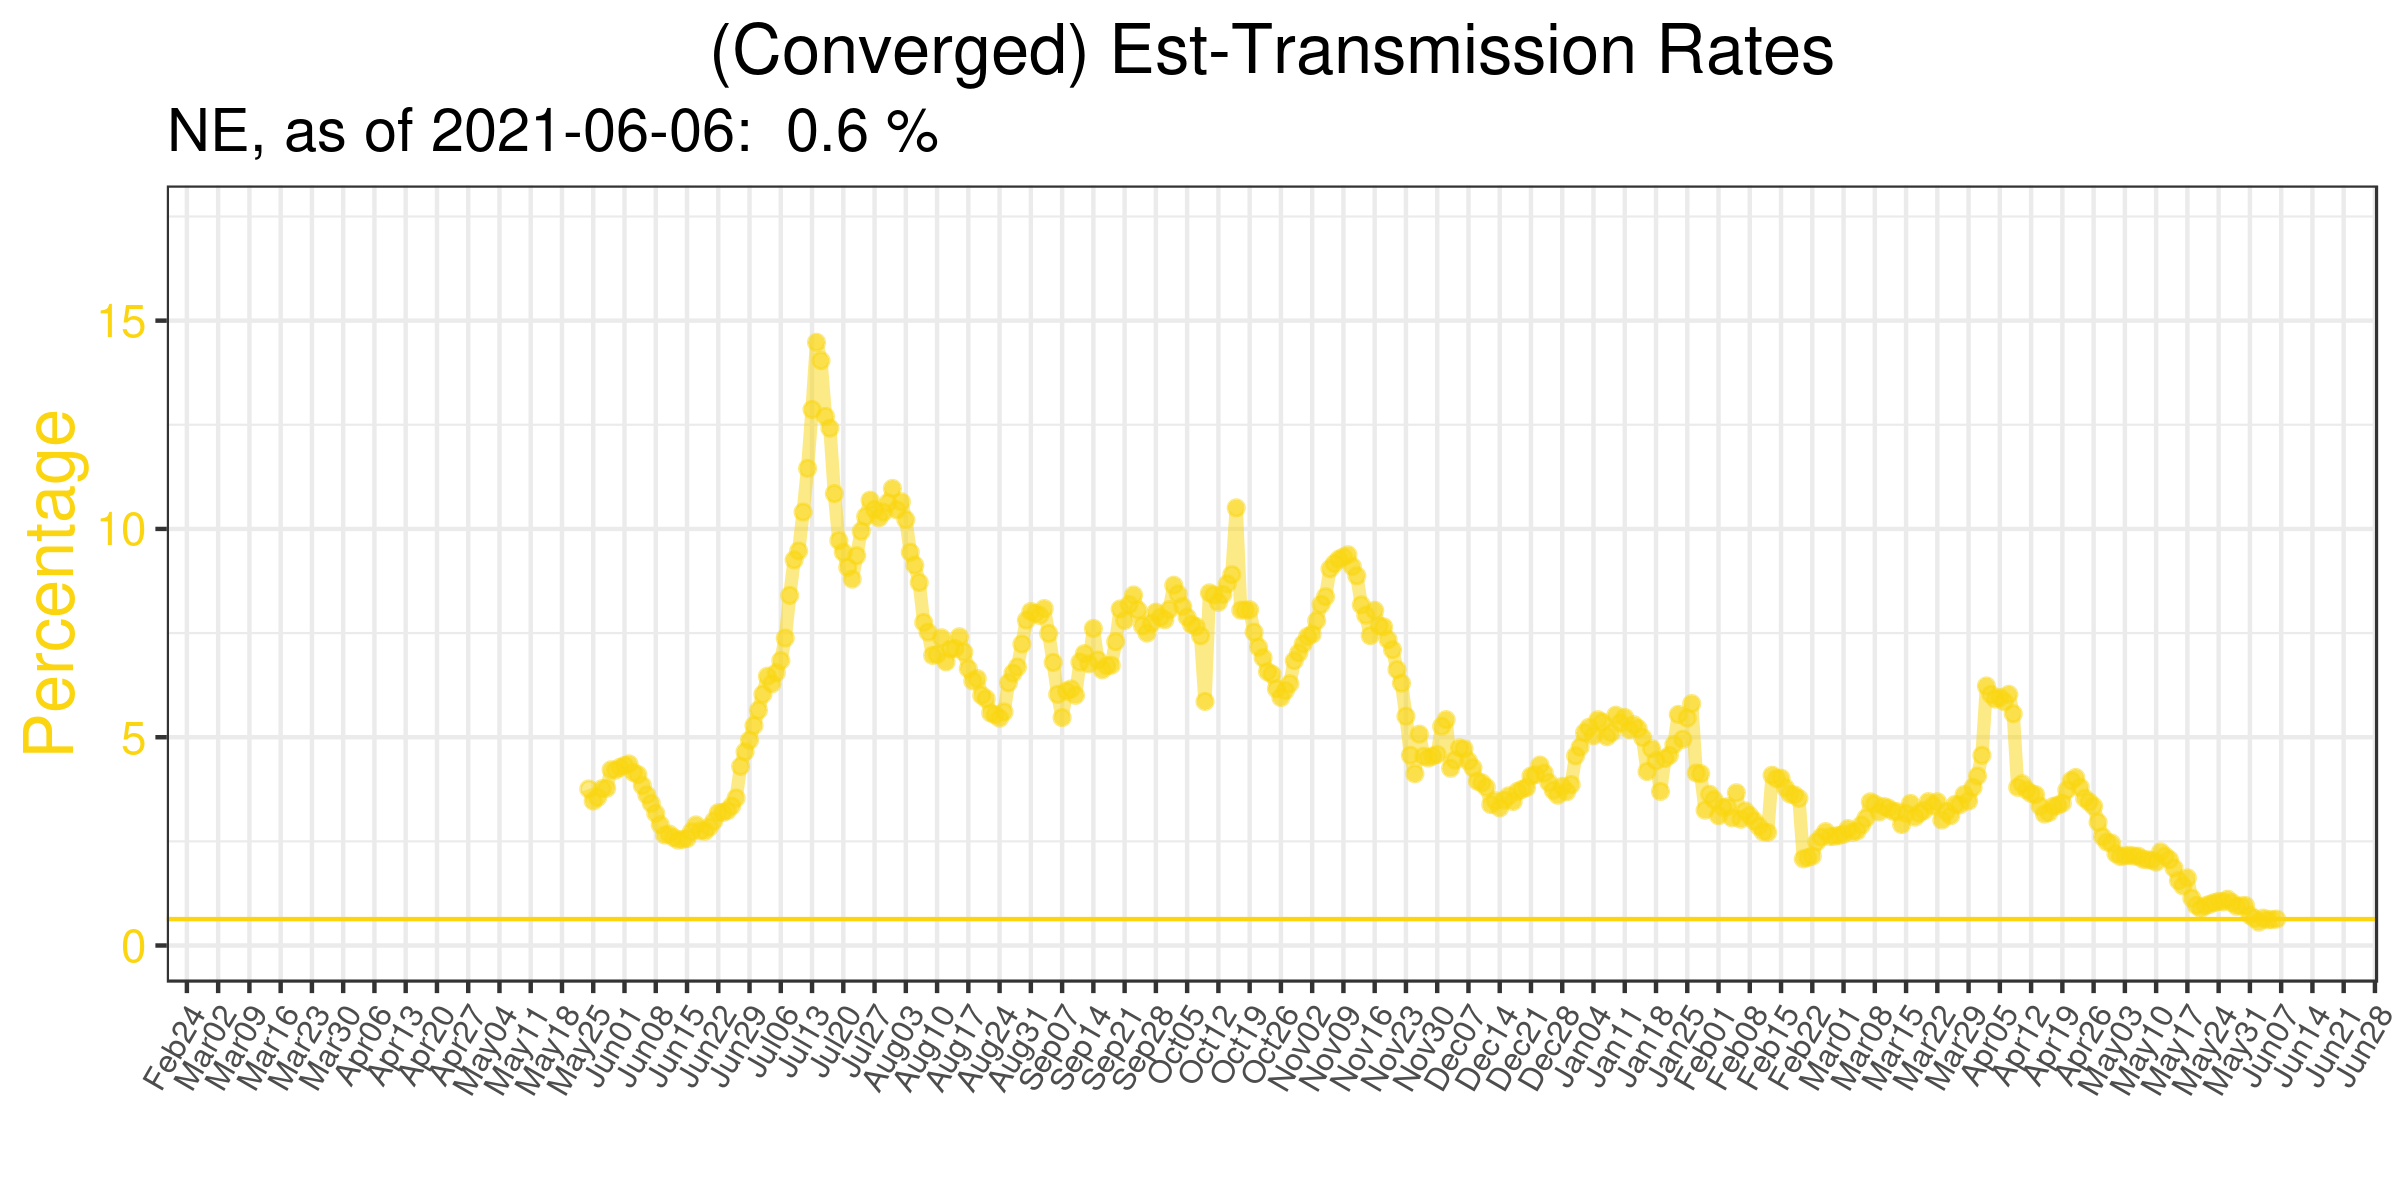 (Converged) Est-Transmission Rates
NE, as of 2021-06-06:  0.6 %
Percentage
15
10
5
0
Feb24
Mar02
Mar09
Mar16
Mar23
Mar30
Apr06
Apr13
Apr20
Apr27
May04
May11
May18
May25
Jun01
Jun08
Jun15
Jun22
Jun29
Jul06
Jul13
Jul20
Jul27
Aug03
Aug10
Aug17
Aug24
Aug31
Sep07
Sep14
Sep21
Sep28
Oct05
Oct12
Oct19
Oct26
Nov02
Nov09
Nov16
Nov23
Nov30
Dec07
Dec14
Dec21
Dec28
Jan04
Jan11
Jan18
Jan25
Feb01
Feb08
Feb15
Feb22
Mar01
Mar08
Mar15
Mar22
Mar29
Apr05
Apr12
Apr19
Apr26
May03
May10
May17
May24
May31
Jun07
Jun14
Jun21
Jun28